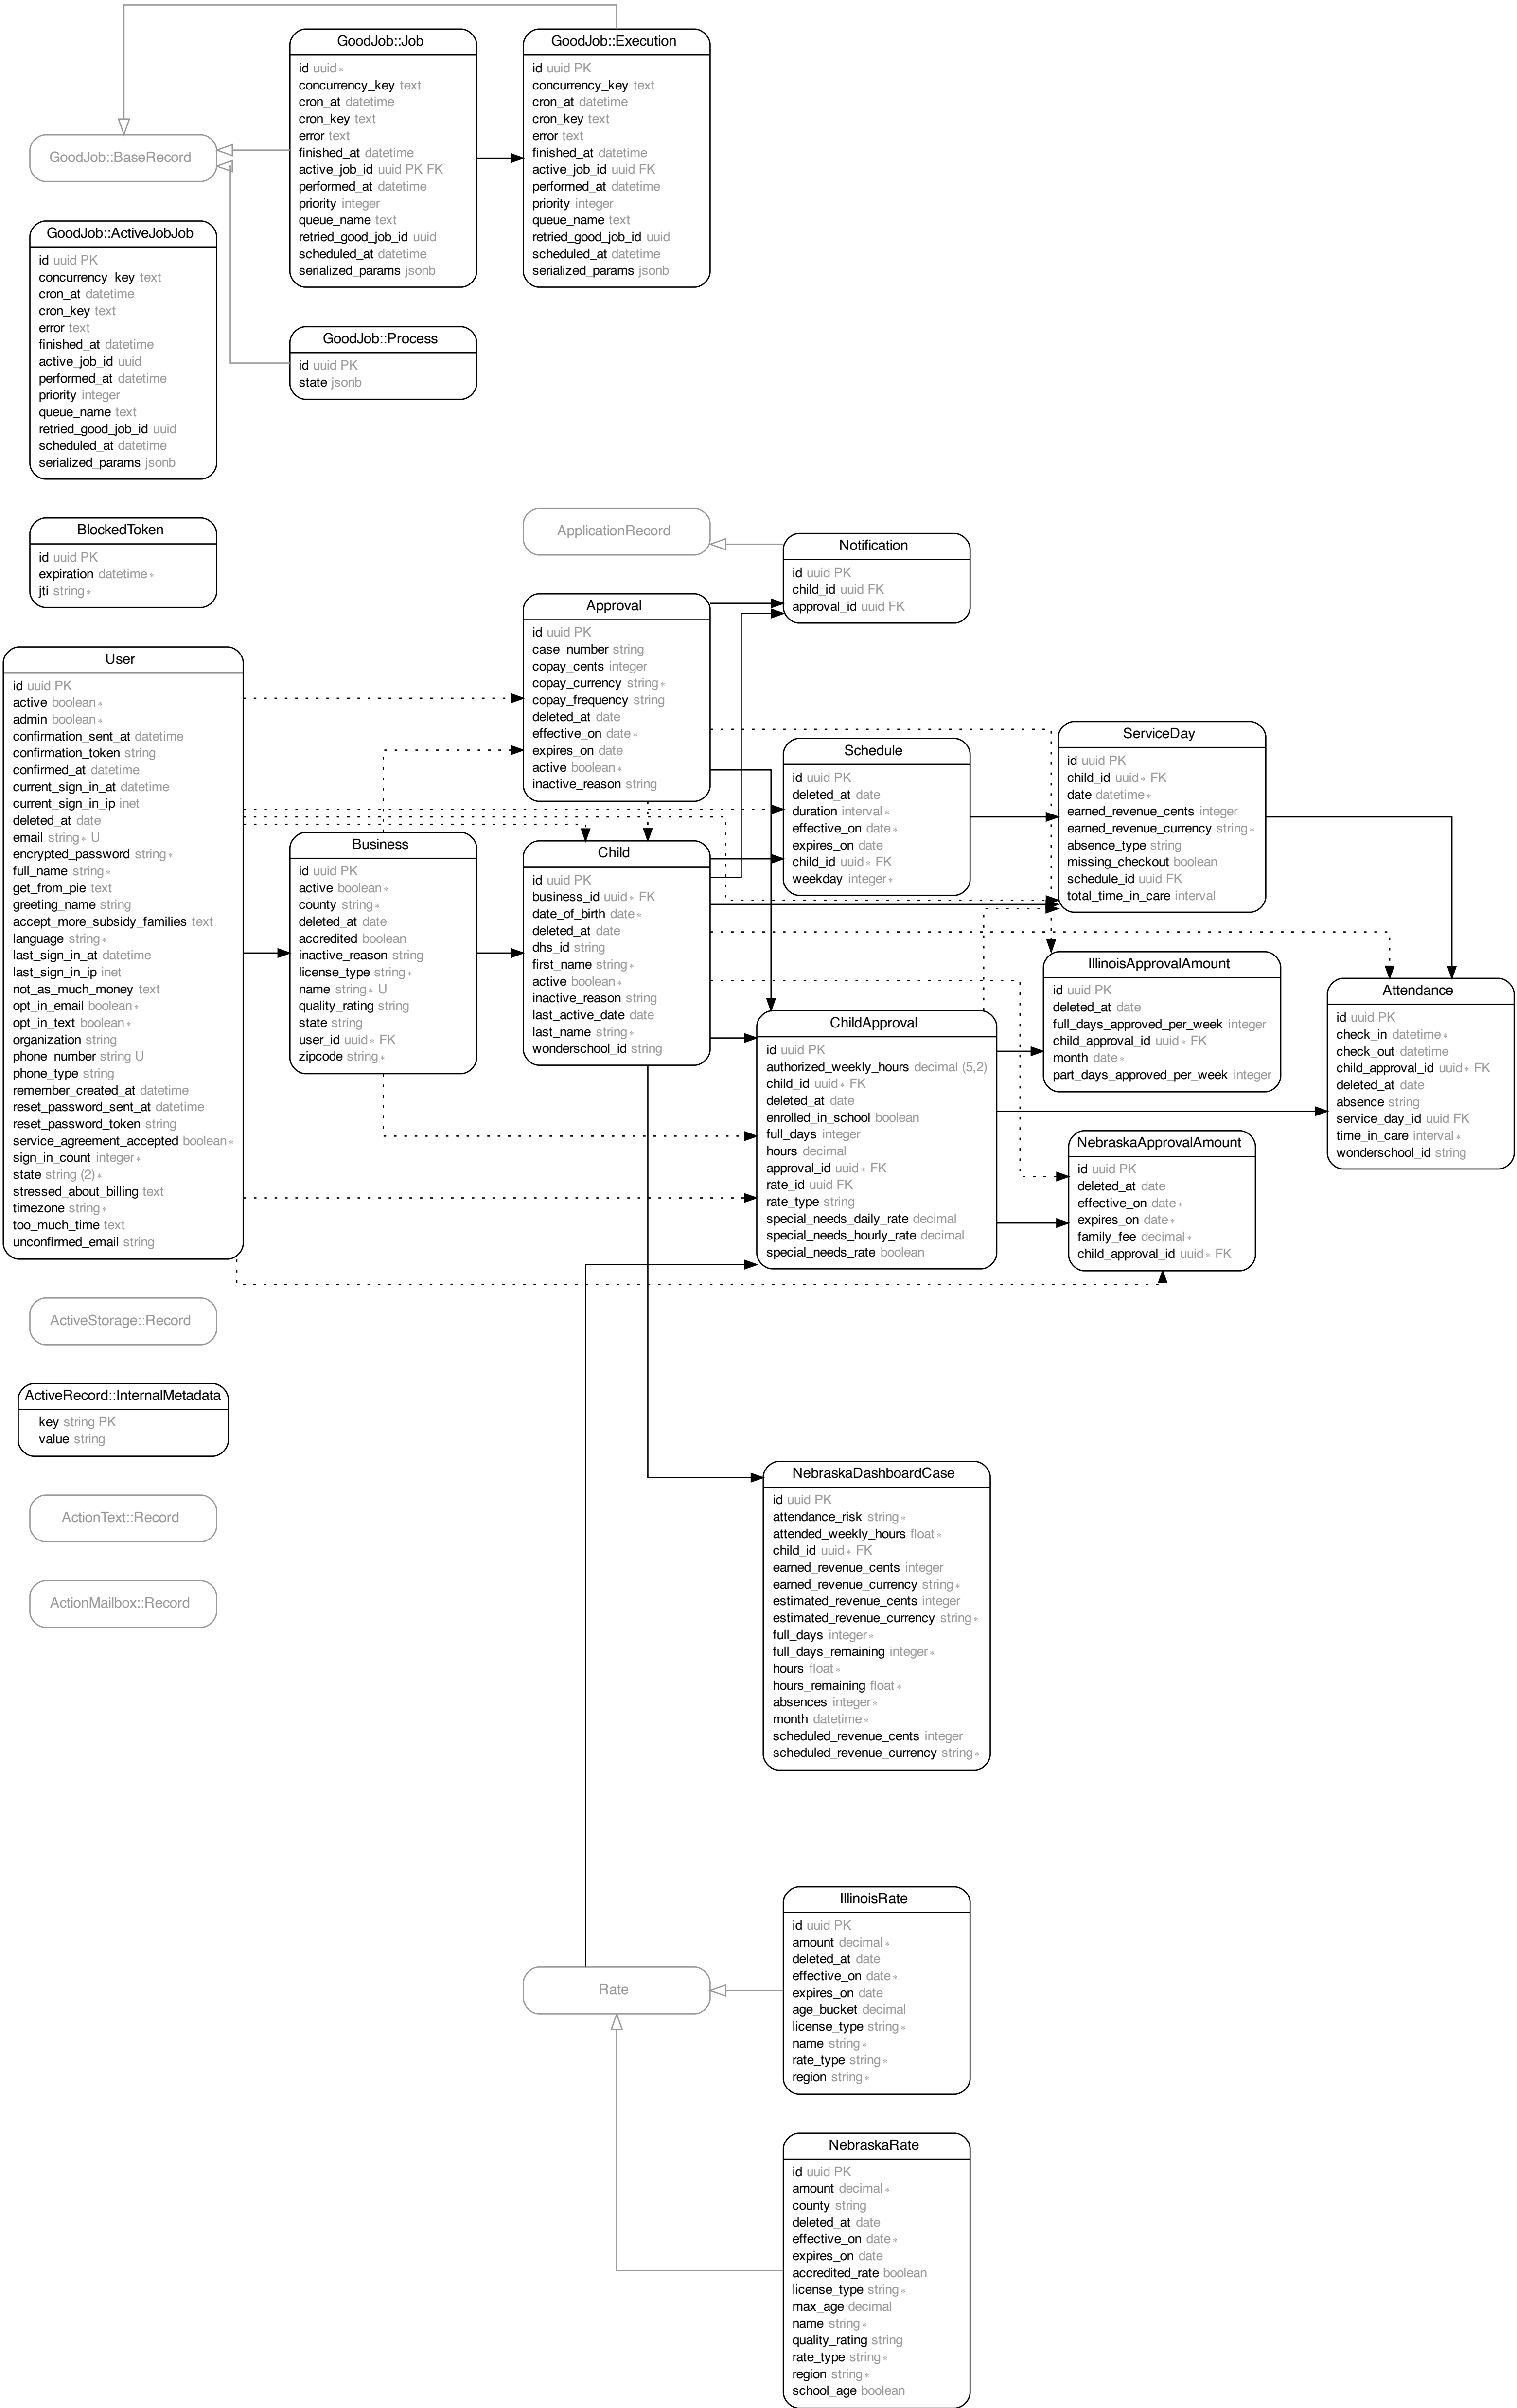 GoodJob::Job
id uuid *
concurrency_key text
cron_at datetime
cron_key text
error text
finished_at datetime
active_job_id uuid PK FK
performed_at datetime
priority integer
queue_name text
retried_good_job_id uuid
scheduled_at datetime
serialized_params jsonb
GoodJob::Execution
id uuid PK
concurrency_key text
cron_at datetime
cron_key text
error text
finished_at datetime
active_job_id uuid FK
performed_at datetime
priority integer
queue_name text
retried_good_job_id uuid
scheduled_at datetime
serialized_params jsonb
GoodJob::BaseRecord
GoodJob::ActiveJobJob
id uuid PK
concurrency_key text
cron_at datetime
cron_key text
error text
finished_at datetime
active_job_id uuid
performed_at datetime
priority integer
queue_name text
retried_good_job_id uuid
scheduled_at datetime
serialized_params jsonb
GoodJob::Process
id uuid PK
state jsonb
BlockedToken
id uuid PK
expiration datetime *
jti string *
ApplicationRecord
Notification
id uuid PK
child_id uuid FK
approval_id uuid FK
Approval
id uuid PK
case_number string
copay_cents integer
copay_currency string *
copay_frequency string
deleted_at date
effective_on date *
expires_on date
active boolean *
inactive_reason string
User
id uuid PK
active boolean *
admin boolean *
confirmation_sent_at datetime
confirmation_token string
confirmed_at datetime
current_sign_in_at datetime
current_sign_in_ip inet
deleted_at date
email string * U
encrypted_password string *
full_name string *
get_from_pie text
greeting_name string
accept_more_subsidy_families text
language string *
last_sign_in_at datetime
last_sign_in_ip inet
not_as_much_money text
opt_in_email boolean *
opt_in_text boolean *
organization string
phone_number string U
phone_type string
remember_created_at datetime
reset_password_sent_at datetime
reset_password_token string
service_agreement_accepted boolean *
sign_in_count integer *
state string (2) *
stressed_about_billing text
timezone string *
too_much_time text
unconfirmed_email string
Business
id uuid PK
active boolean *
county string *
deleted_at date
accredited boolean
inactive_reason string
license_type string *
name string * U
quality_rating string
state string
user_id uuid * FK
zipcode string *
Child
id uuid PK
business_id uuid * FK
date_of_birth date *
deleted_at date
dhs_id string
first_name string *
active boolean *
inactive_reason string
last_active_date date
last_name string *
wonderschool_id string
Schedule
id uuid PK
deleted_at date
duration interval *
effective_on date *
expires_on date
child_id uuid * FK
weekday integer *
ServiceDay
id uuid PK
child_id uuid * FK
date datetime *
earned_revenue_cents integer
earned_revenue_currency string *
absence_type string
missing_checkout boolean
schedule_id uuid FK
total_time_in_care interval
IllinoisApprovalAmount
id uuid PK
deleted_at date
full_days_approved_per_week integer
child_approval_id uuid * FK
month date *
part_days_approved_per_week integer
Attendance
id uuid PK
check_in datetime *
check_out datetime
child_approval_id uuid * FK
deleted_at date
absence string
service_day_id uuid FK
time_in_care interval *
wonderschool_id string
ChildApproval
id uuid PK
authorized_weekly_hours decimal (5,2)
child_id uuid * FK
deleted_at date
enrolled_in_school boolean
full_days integer
hours decimal
approval_id uuid * FK
rate_id uuid FK
rate_type string
special_needs_daily_rate decimal
special_needs_hourly_rate decimal
special_needs_rate boolean
NebraskaApprovalAmount
id uuid PK
deleted_at date
effective_on date *
expires_on date *
family_fee decimal *
child_approval_id uuid * FK
ActiveStorage::Record
ActiveRecord::InternalMetadata
key string PK
value string
ActionText::Record
ActionMailbox::Record
NebraskaDashboardCase
id uuid PK
attendance_risk string *
attended_weekly_hours float *
child_id uuid * FK
earned_revenue_cents integer
earned_revenue_currency string *
estimated_revenue_cents integer
estimated_revenue_currency string *
full_days integer *
full_days_remaining integer *
hours float *
hours_remaining float *
absences integer *
month datetime *
scheduled_revenue_cents integer
scheduled_revenue_currency string *
IllinoisRate
id uuid PK
amount decimal *
deleted_at date
effective_on date *
expires_on date
age_bucket decimal
license_type string *
name string *
rate_type string *
region string *
Rate
NebraskaRate
id uuid PK
amount decimal *
county string
deleted_at date
effective_on date *
expires_on date
accredited_rate boolean
license_type string *
max_age decimal
name string *
quality_rating string
rate_type string *
region string *
school_age boolean